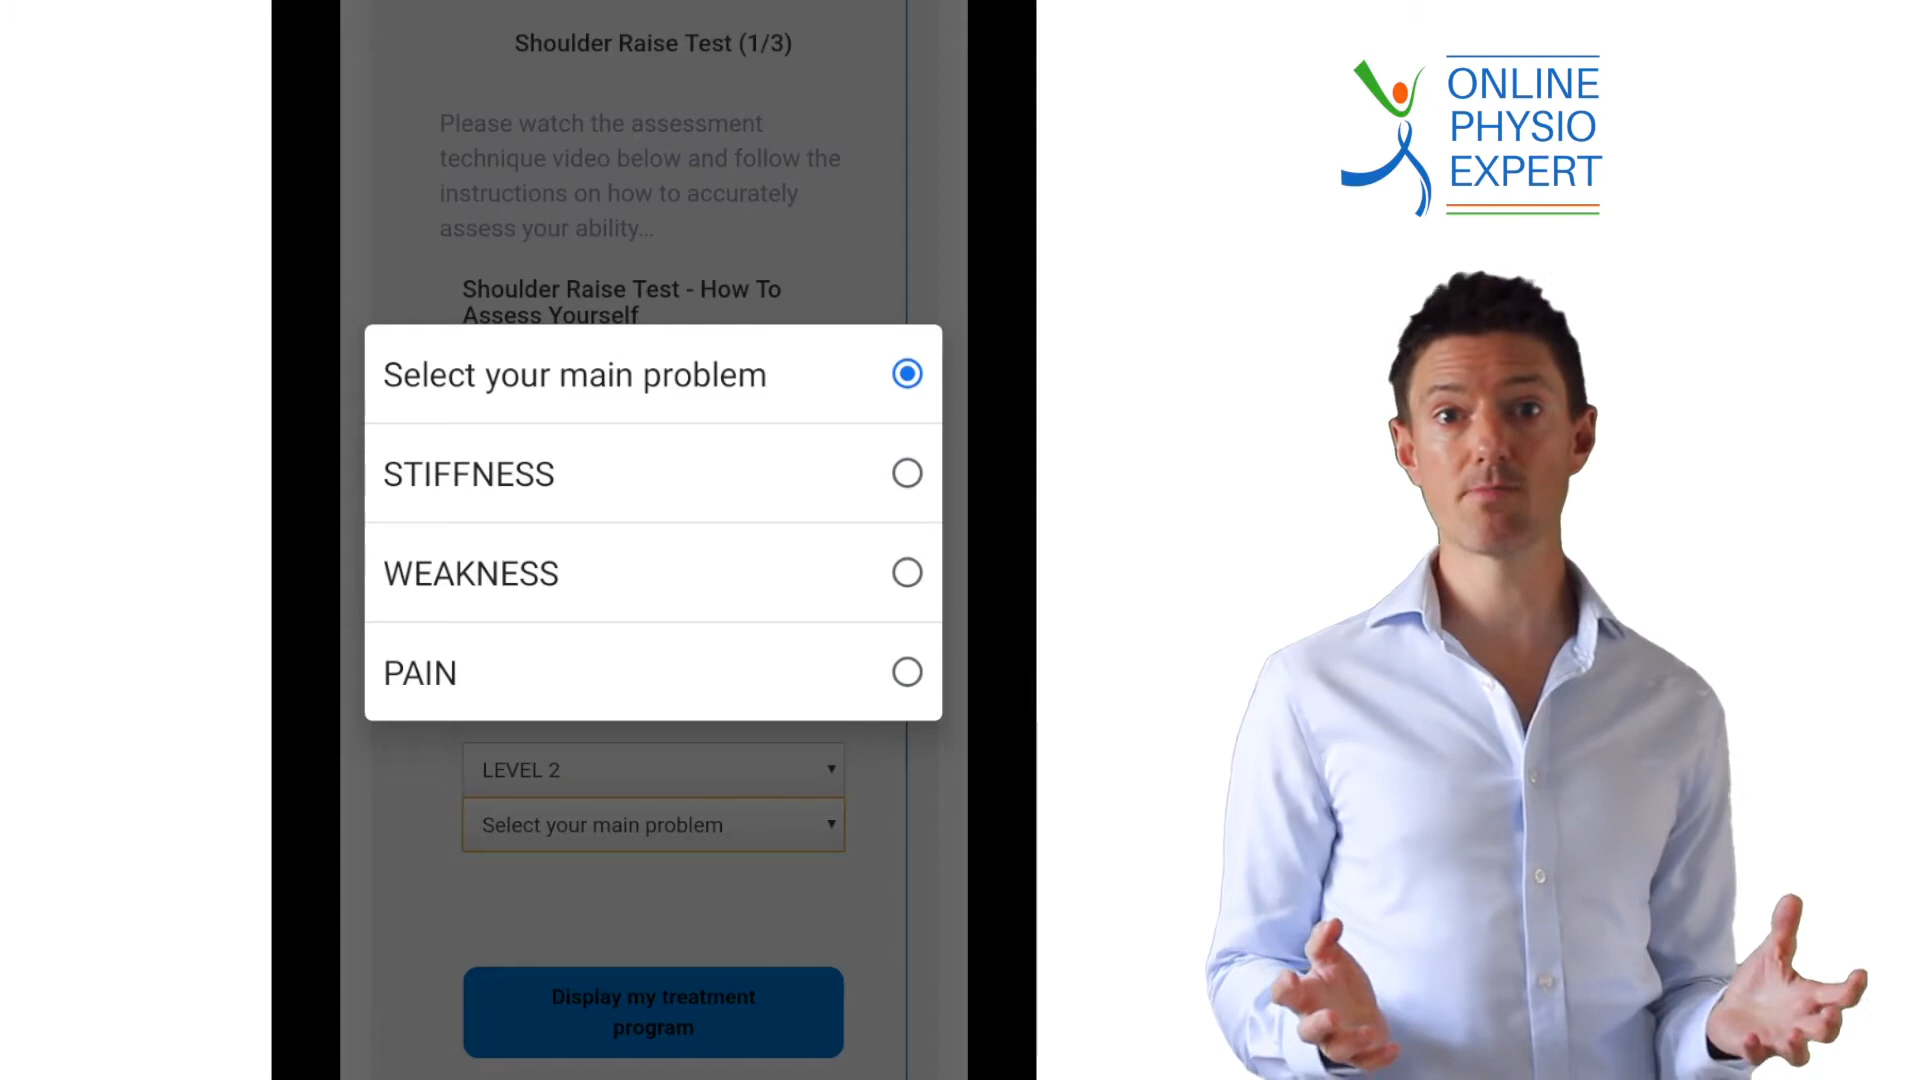 Shoulder Raise Test (1/3)
Please watch the assessment
technique video below and follow the
instructions on how to accurately
assess your ability...
Shoulder Raise Test - How To
Assess Yourself
Select your main problem
STIFFNESS
WEAKNESS
PAIN
LEVEL 2
Select your main problem
Display my treatment
program
ONLINE
PHYSIO
EXPERT